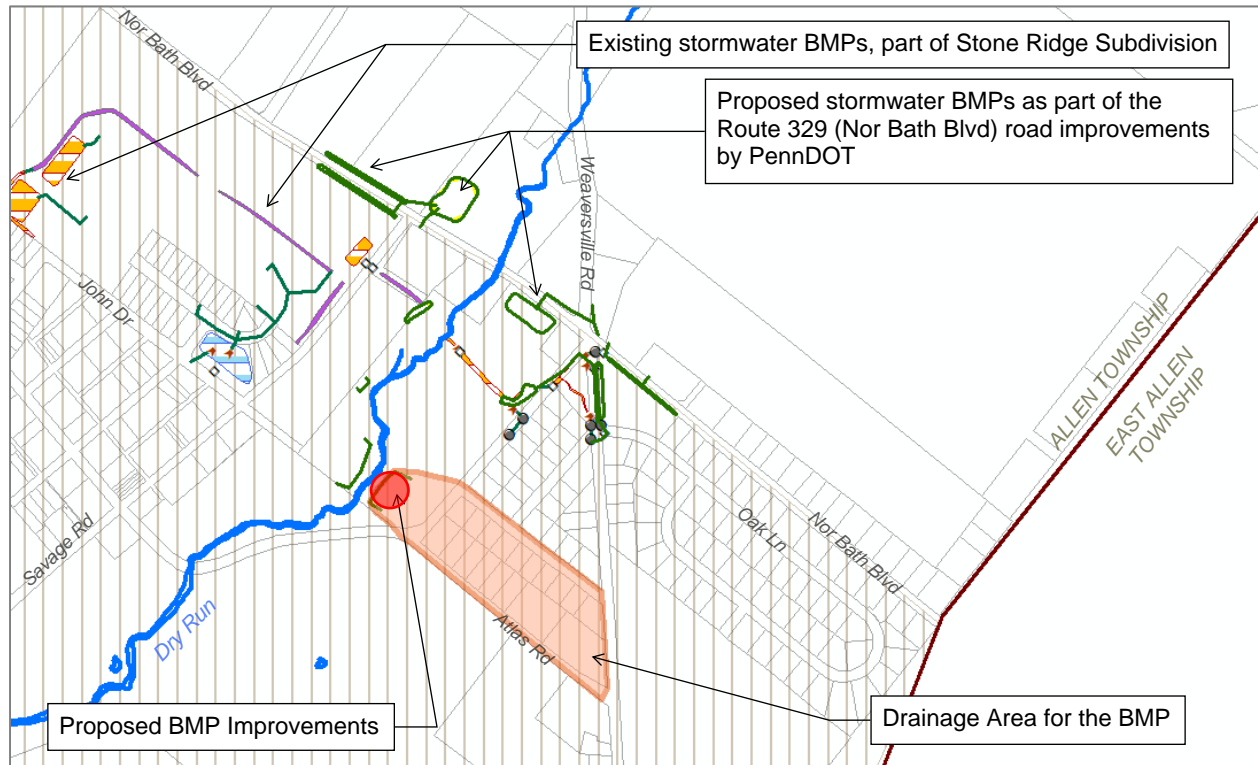 Nor Bath Blvd
Existing stormwater BMPs, part of Stone Ridge Subdivision
Proposed stormwater BMPs as part of the
Route 329 (Nor Bath Blvd) road improvements
by PennDOT
Weaversville Rd
John Dr
ALLEN TOWNSHIP
EAST ALLEN
TOWNSHIP
Savage Rd
Oak Ln
Nor Bath Blvd
Dry Run
Atlas Rd
Proposed BMP Improvements
Drainage Area for the BMP